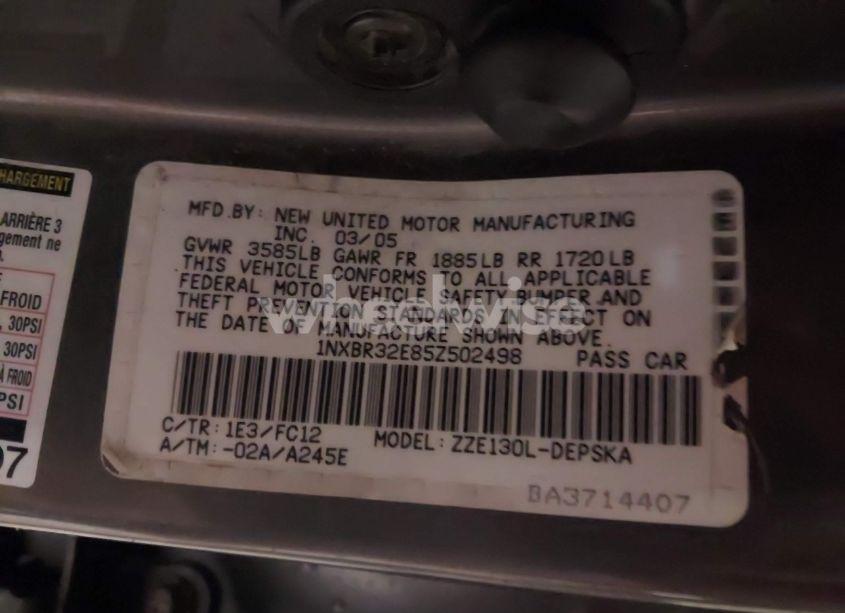 HARGEMENT
ARRIÈRE 3
gement ne
FROID
30PSI
30PSI
À FROID
PSI
07
MFD.BY: NEW UNITED MOTOR MANUFACTURING
INC. 03/05
GVWR 3585LB GAWR FR 1885LB RR 1720LB
THIS VEHICLE CONFORMS TO ALL APPLICABLE
FEDERAL MOTOR VEHICLE SAFETY,BUMPER,AND
THEFT PREVENTION STANDARDS IN EFFECT ON
THE DATE OF MANUFACTURE SHOWN ABOVE.
1NXBR32E85Z502498 PASS CAR
C/TR: 1E3/FC12
A/TM:-02A/A245E
MODEL: ZZE130L-DEPSKA
BA3714407
wheelwise